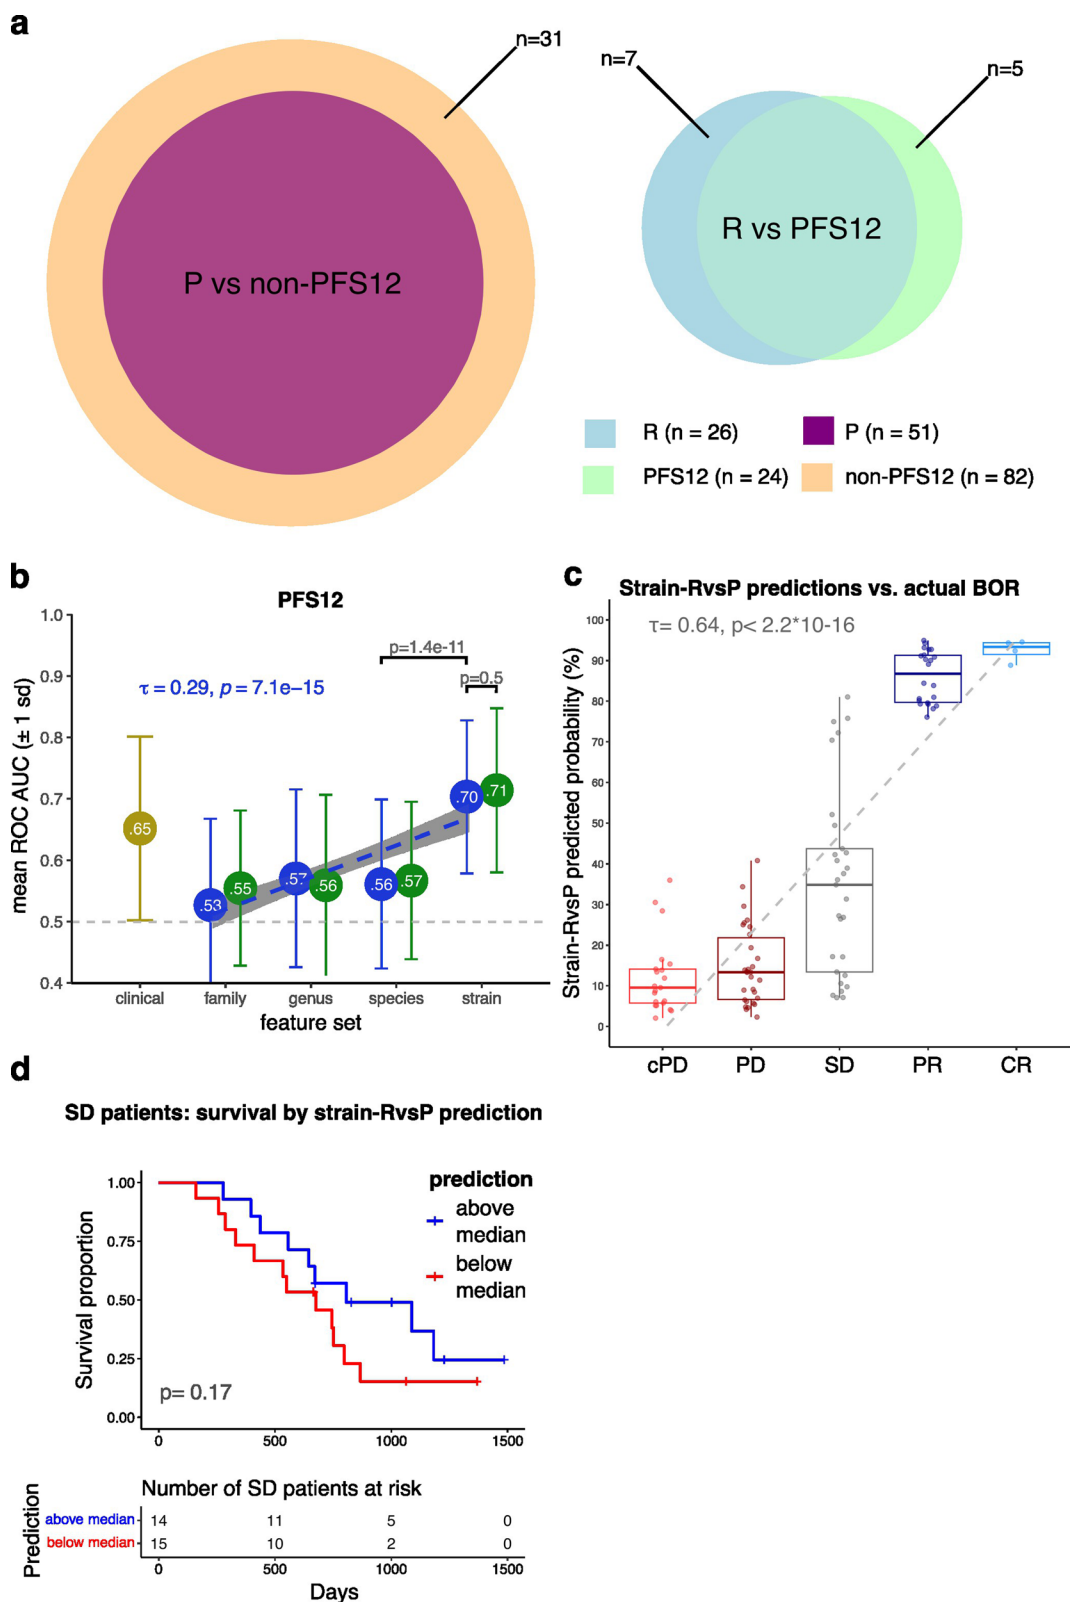 a
n=31
n=7
n=5
P vs non-PFS12
R vs PFS12
R (n = 26)
P (n = 51)
PFS12 (n = 24)
non-PFS12 (n = 82)
b
PFS12
mean ROC AUC (± 1 sd)
1.0
0.9
0.8
0.7
0.6
0.5
0.4
p=1.4e-11
p=0.5
τ = 0.29, p = 7.1e−15
.65
.53
.55
.57
.56
.56
.57
.70
.71
clinical
family
genus
species
strain
feature set
c
Strain-RvsP predictions vs. actual BOR
τ= 0.64, p< 2.2*10-16
Strain-RvsP predicted probability (%)
100
90
80
70
60
50
40
30
20
10
0
cPD
PD
SD
PR
CR
d
SD patients: survival by strain-RvsP prediction
prediction
above
median
below
median
Survival proportion
1.00
0.75
0.50
0.25
0.00
p= 0.17
0
500
1000
1500
Number of SD patients at risk
Prediction
above median
14
11
5
0
below median
15
10
2
0
0
500
1000
1500
Days